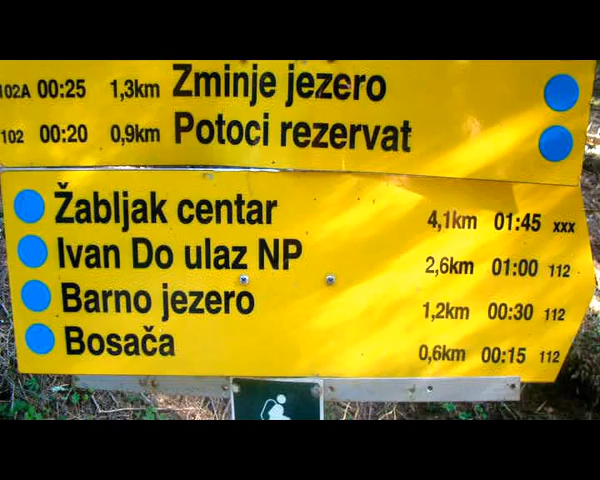 102A 00:25 1,3km Zminje jezero
102 00:20 0,9km Potoci rezervat
Žabljak centar 4,1km 01:45 xxx
Ivan Do ulaz NP 2,6km 01:00 112
Barno jezero 1,2km 00:30 112
Bosača 0,6km 00:15 112